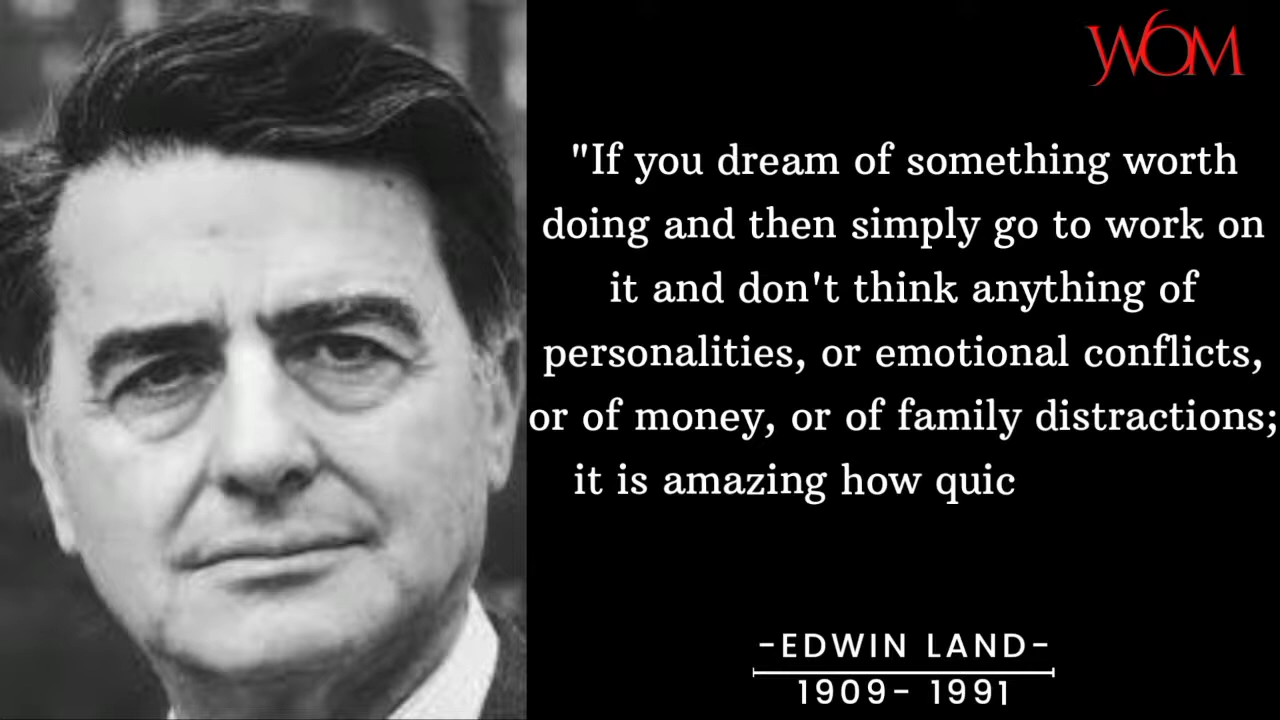 WOM
"If you dream of something worth
doing and then simply go to work on
it and don't think anything of
personalities, or emotional conflicts,
or of money, or of family distractions;
it is amazing how quic
-EDWIN LAND-
1909- 1991